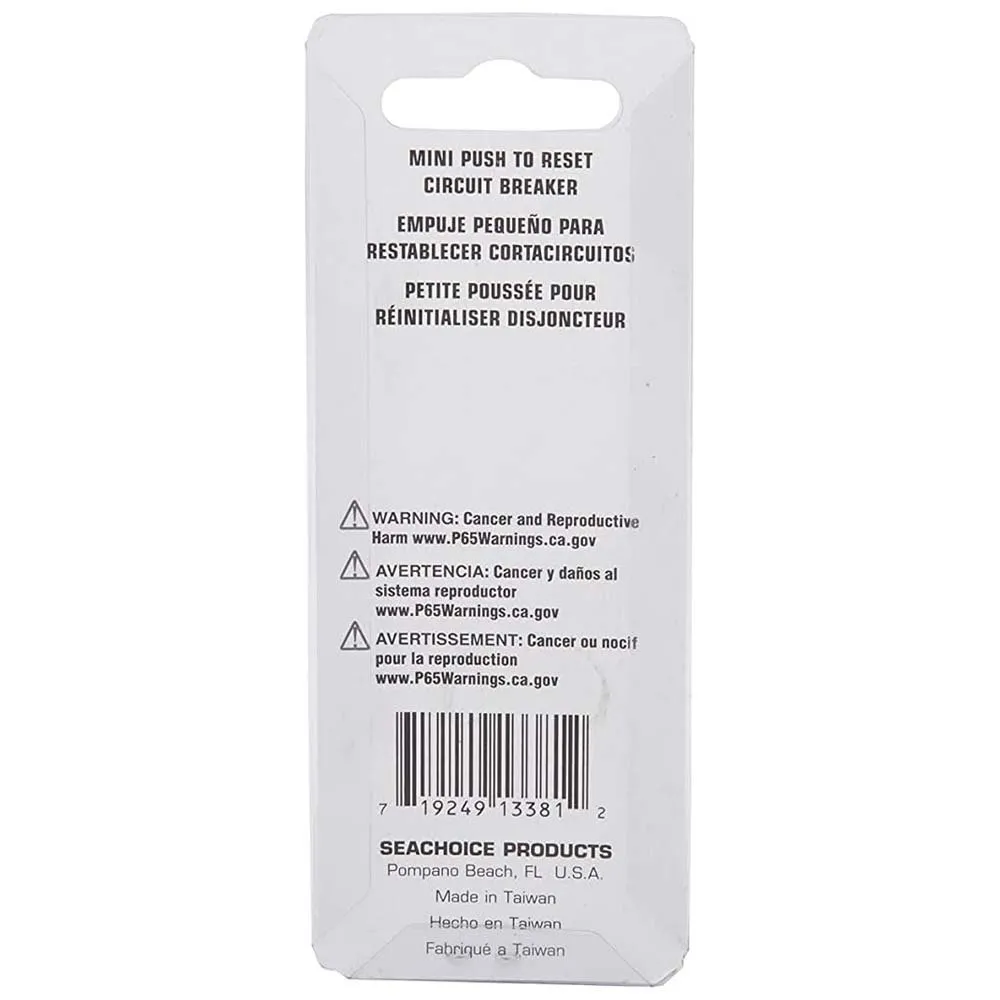 MINI PUSH TO RESET
CIRCUIT BREAKER
EMPUJE PEQUEÑO PARA
RESTABLECER CORTACIRCUITOS
PETITE POUSSÉE POUR
RÉINITIALISER DISJONCTEUR
WARNING: Cancer and Reproductive
Harm www.P65Warnings.ca.gov
AVERTENCIA: Cancer y daños al
sistema reproductor
www.P65Warnings.ca.gov
AVERTISSEMENT: Cancer ou nocif
pour la reproduction
www.P65Warnings.ca.gov
7 19249 13381 2
SEACHOICE PRODUCTS
Pompano Beach, FL U.S.A.
Made in Taiwan
Hecho en Taiwan
Fabriqué a Taiwan